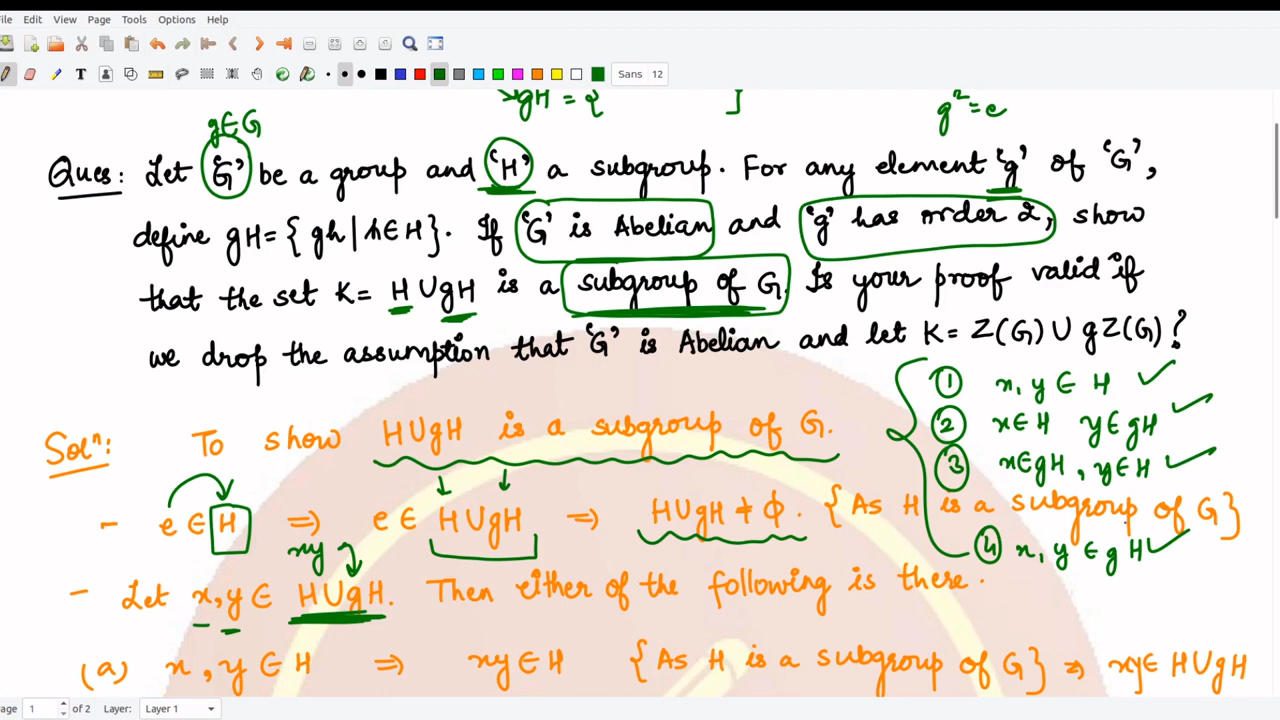 File Edit View Page Tools Options Help
Sans 12
gH = { }
g² = e
g∈G
Ques: Let 'G' be a group and 'H' a subgroup. For any element 'g' of 'G',
define gH = {gh | h∈H}. If 'G' is Abelian and 'g' has order 2, show
that the set K = H∪gH is a subgroup of G. Is your proof valid if
we drop the assumption that 'G' is Abelian and let K = Z(G)∪gZ(G)?
① x, y ∈ H ✓
② x∈H y∈gH ✓
③ x∈gH, y∈H ✓
④ x, y ∈ gH ✓
Solⁿ: To show H∪gH is a subgroup of G.
- e∈H ⇒ e∈ H∪gH ⇒ H∪gH ≠ ϕ. {As H is a subgroup of G}
xy
- Let x, y ∈ H∪gH. Then either of the following is there.
(a) x, y ∈ H ⇒ xy∈H {As H is a subgroup of G} ⇒ xy∈ H∪gH
Page 1 of 2 Layer: Layer 1